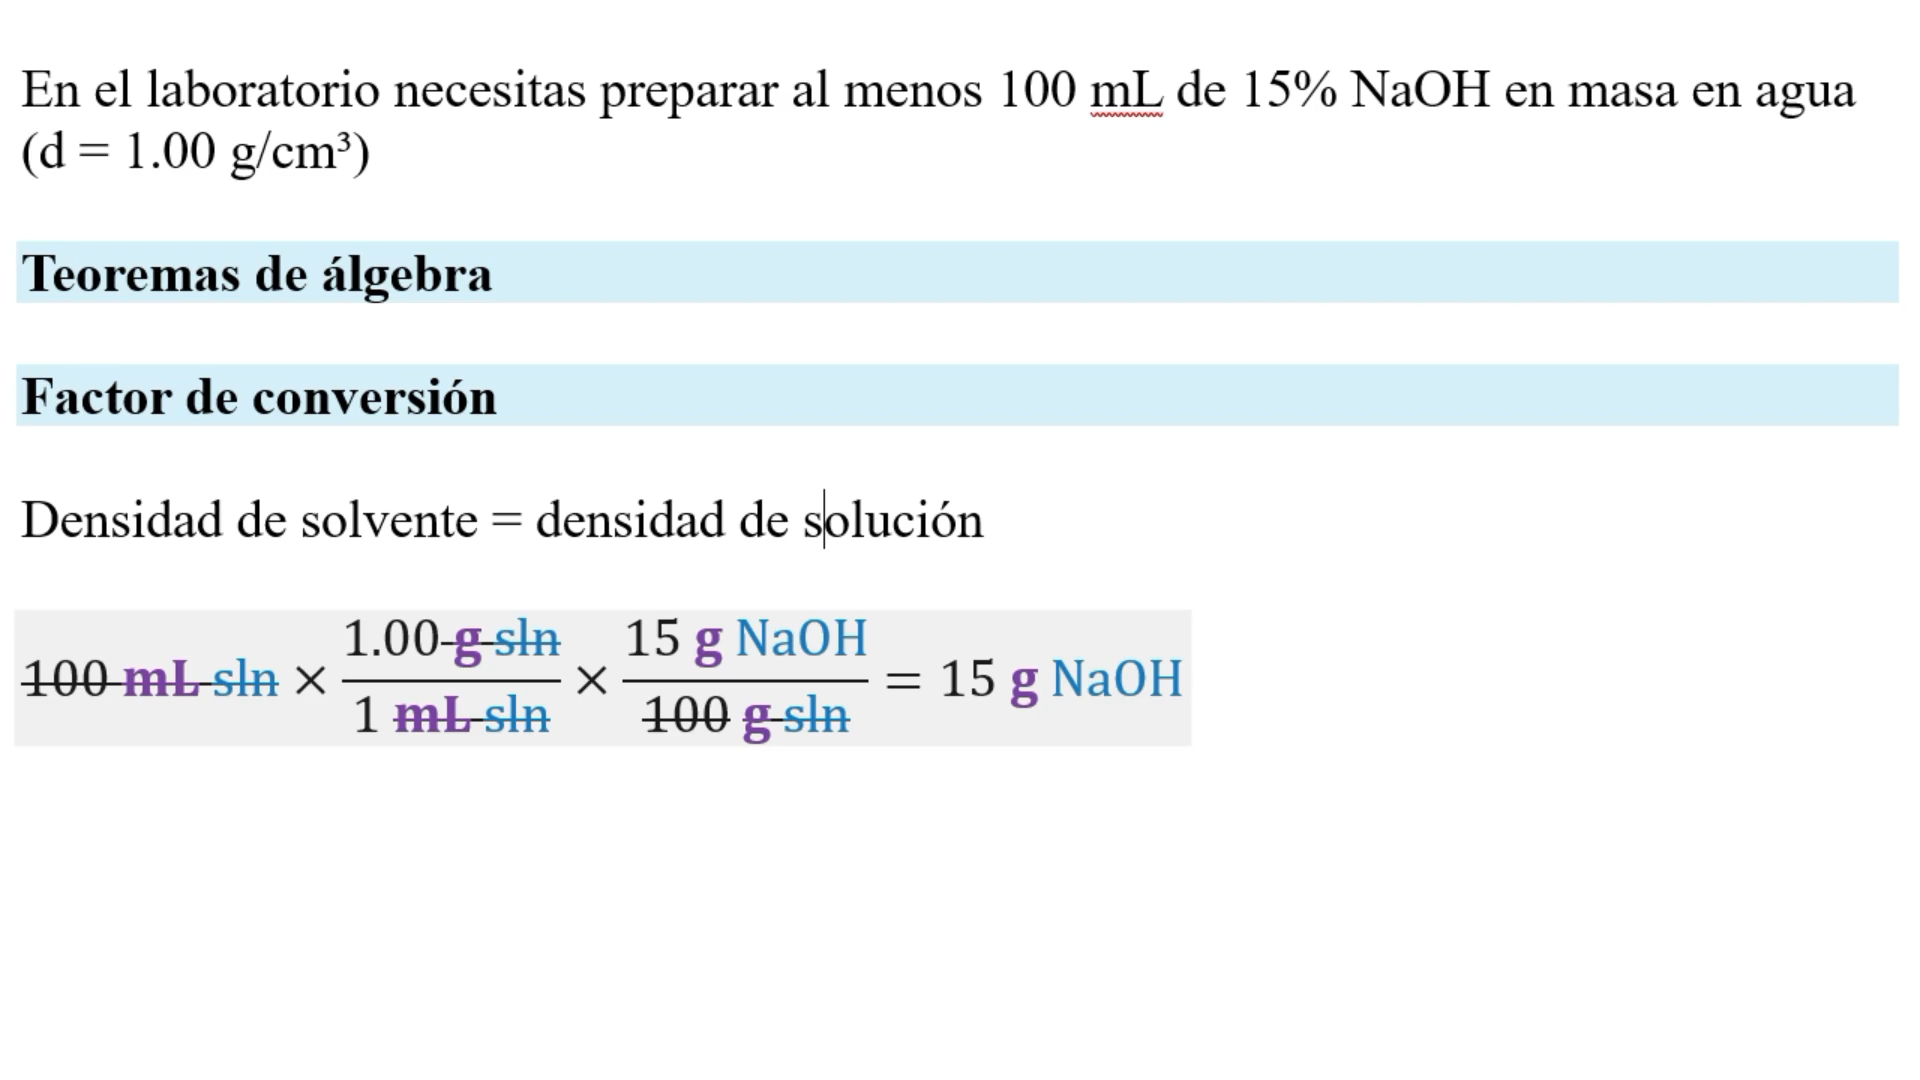 En el laboratorio necesitas preparar al menos 100 mL de 15% NaOH en masa en agua
(d = 1.00 g/cm³)
Teoremas de álgebra
Factor de conversión
Densidad de solvente = densidad de solución
100 mL sln × 1.00 g sln / 1 mL sln × 15 g NaOH / 100 g sln = 15 g NaOH